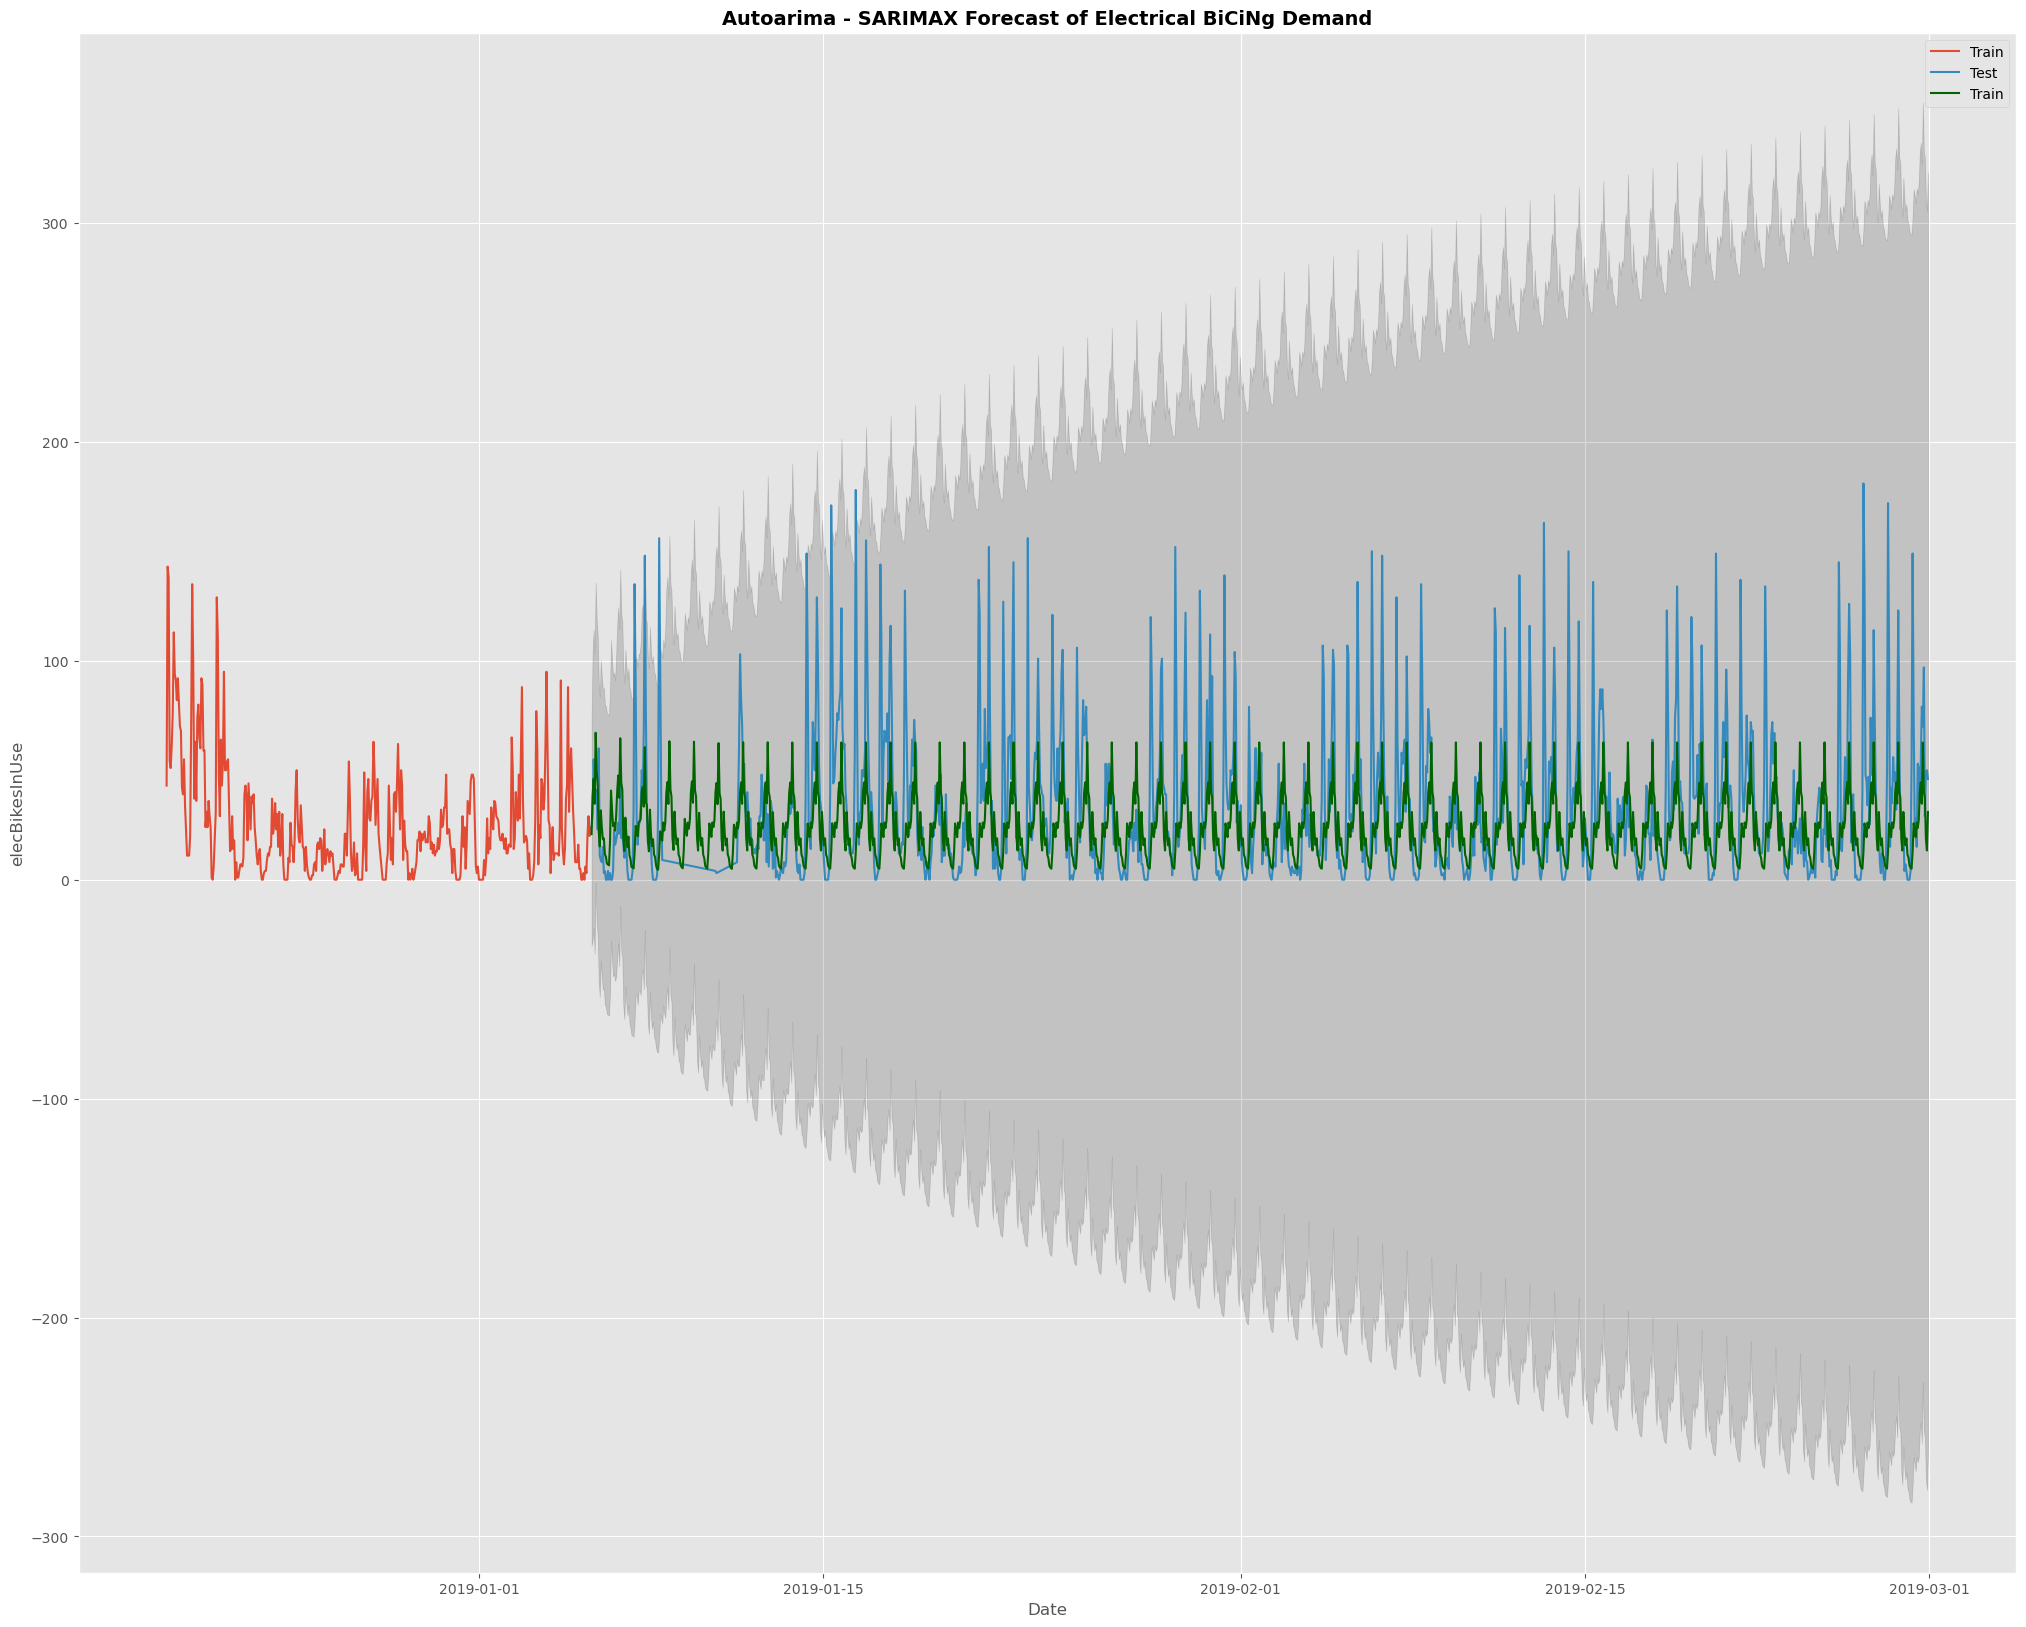 Autoarima - SARIMAX Forecast of Electrical BiCiNg Demand
Train
Test
Train
elecBikesInUse
300
200
100
0
−100
−200
−300
2019-01-01
2019-01-15
2019-02-01
2019-02-15
2019-03-01
Date